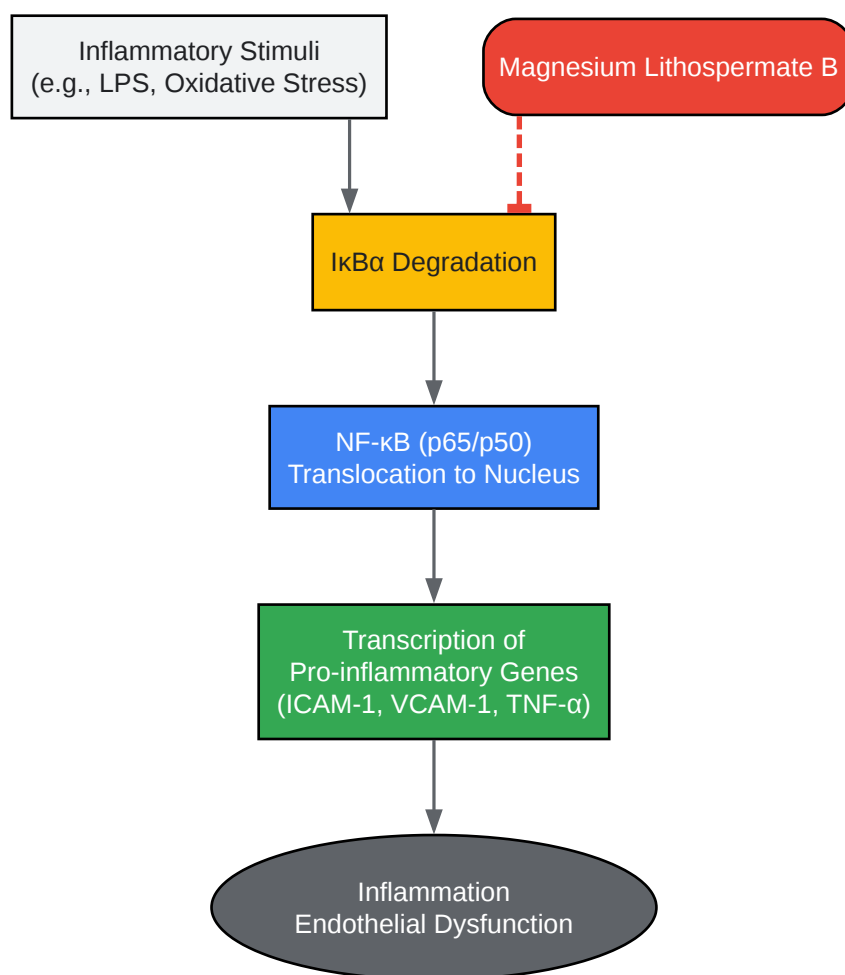 Inflammatory Stimuli
(e.g., LPS, Oxidative Stress)
Magnesium Lithospermate B
IκBα Degradation
NF-κB (p65/p50)
Translocation to Nucleus
Transcription of
Pro-inflammatory Genes
(ICAM-1, VCAM-1, TNF-α)
Inflammation
Endothelial Dysfunction